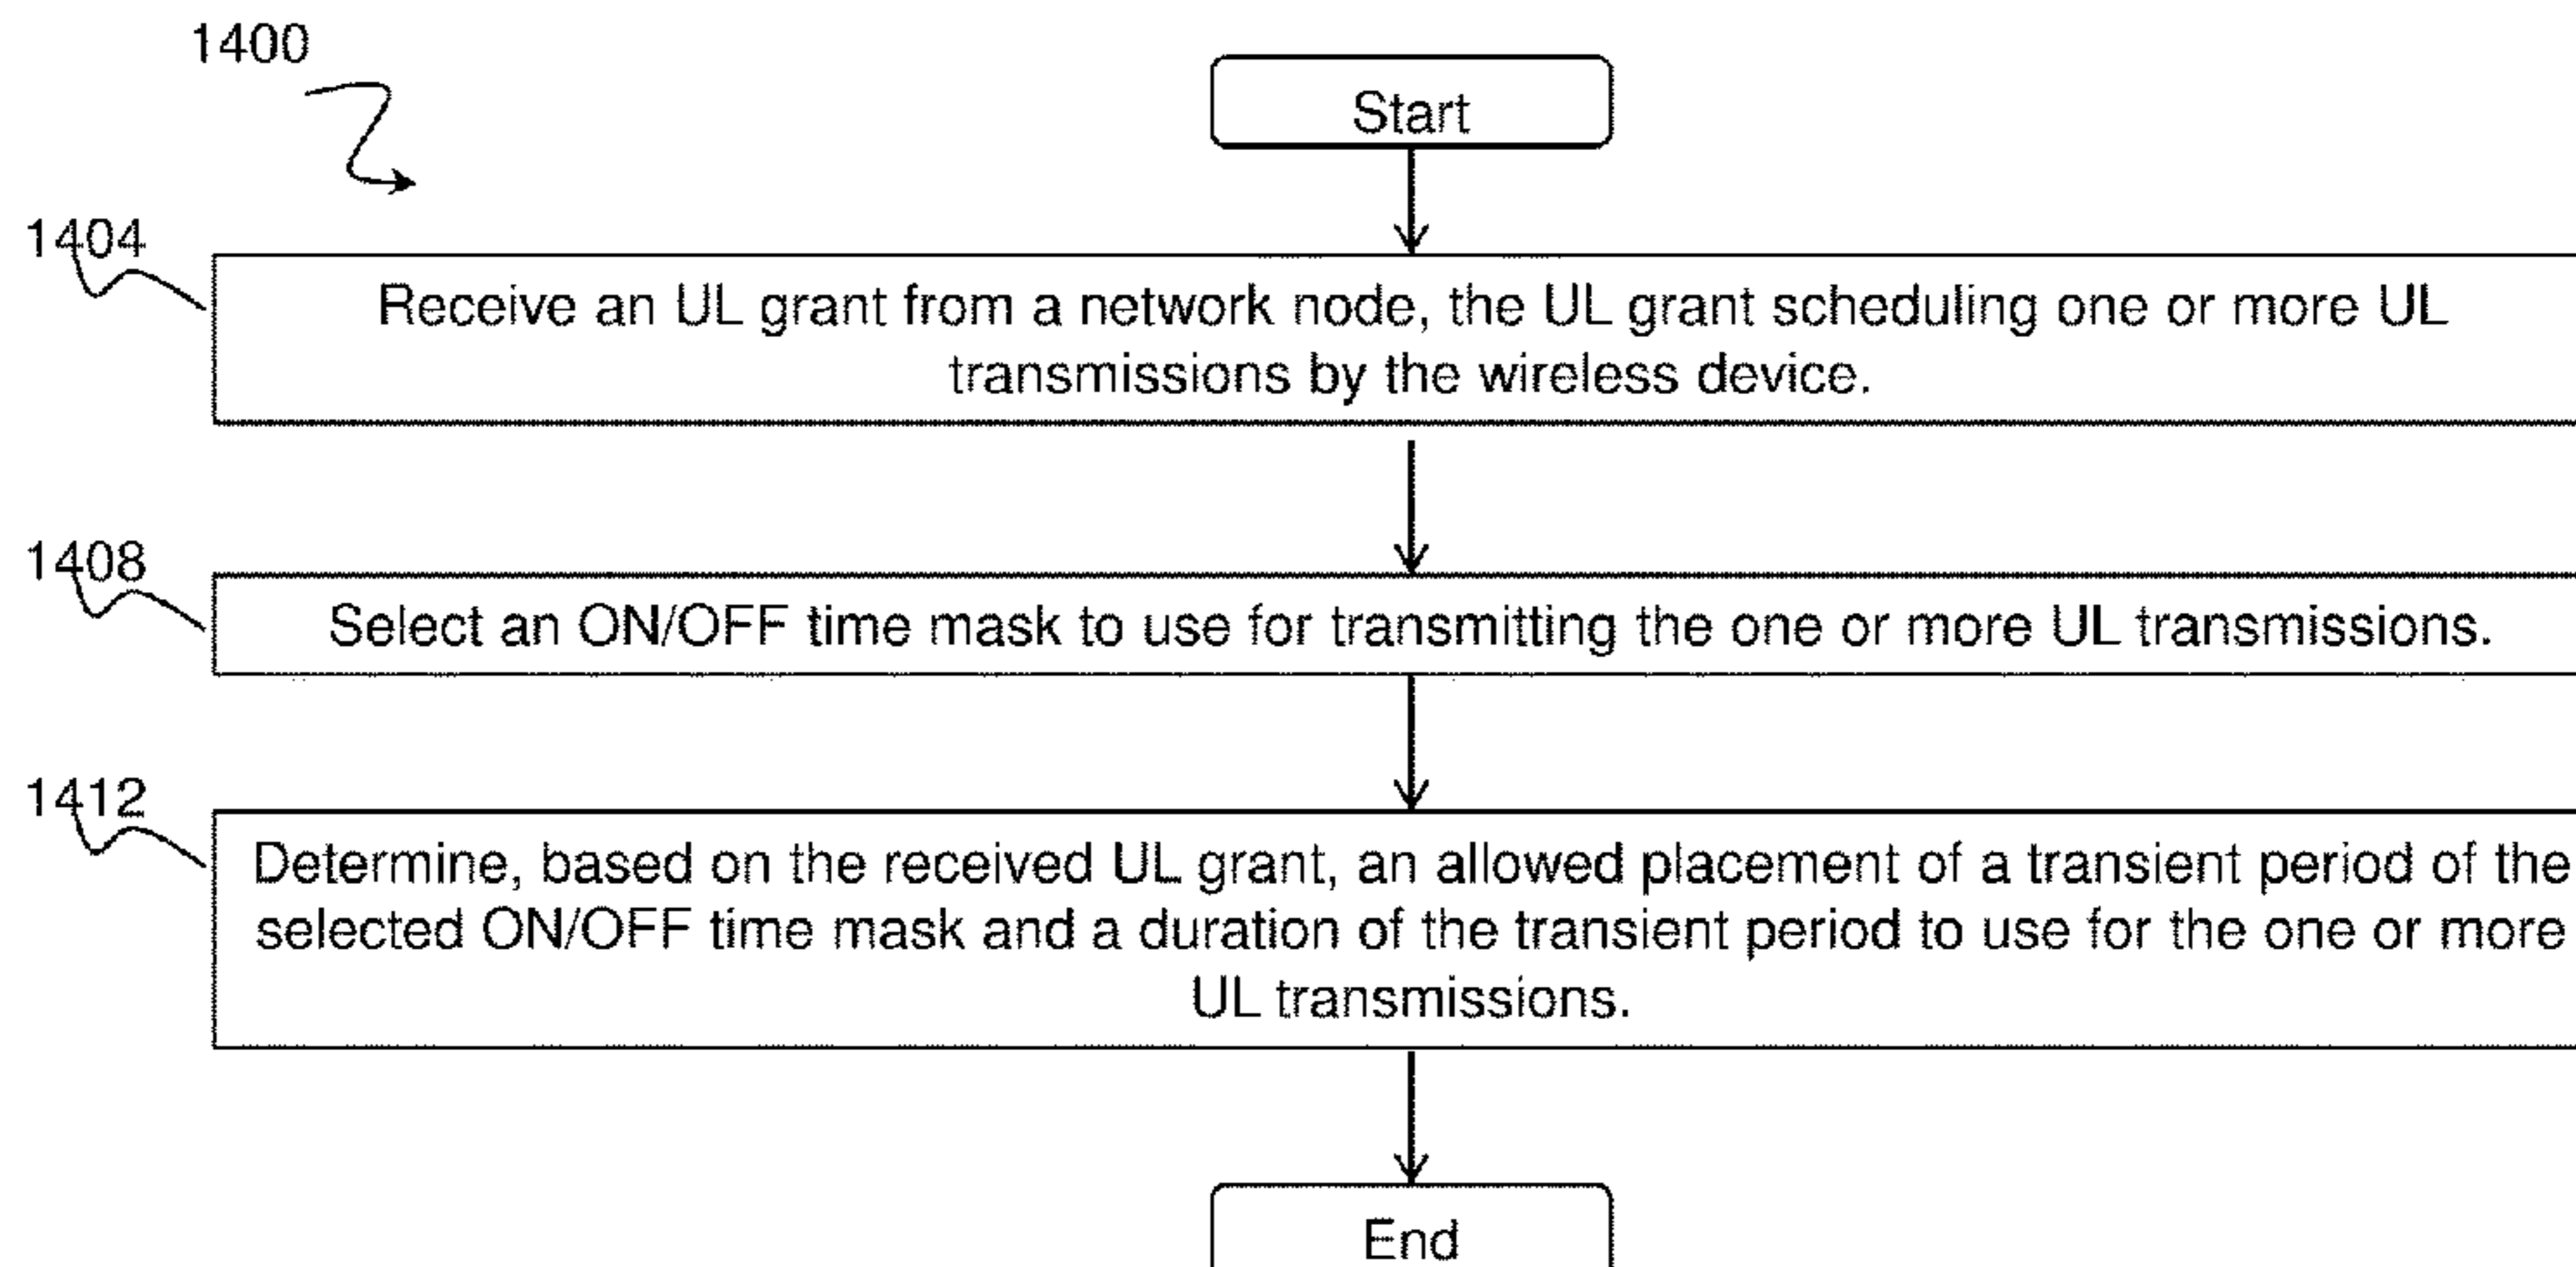 1400
Start
1404
Receive an UL grant from a network node, the UL grant scheduling one or more UL
transmissions by the wireless device.
1408
Select an ON/OFF time mask to use for transmitting the one or more UL transmissions.
1412
Determine, based on the received UL grant, an allowed placement of a transient period of the
selected ON/OFF time mask and a duration of the transient period to use for the one or more
UL transmissions.
End